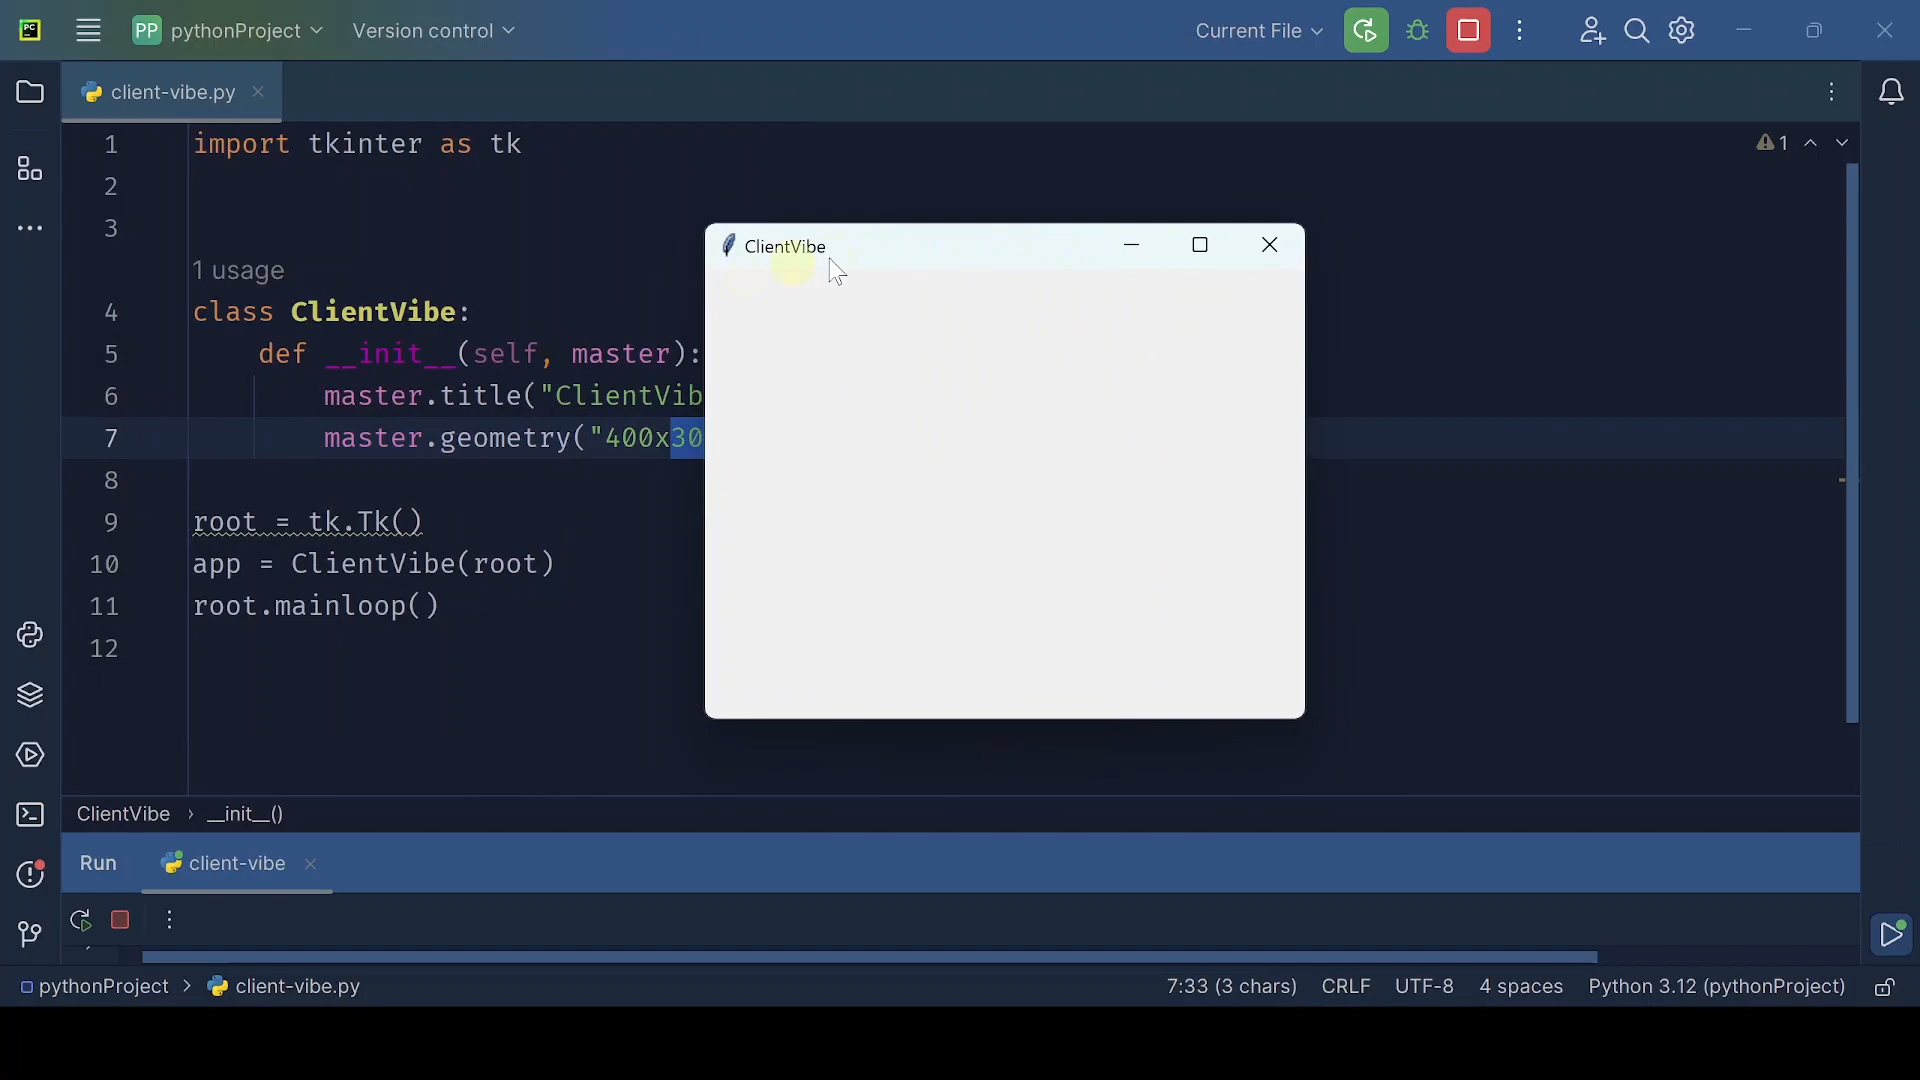 PC
PP pythonProject
Version control
Current File
client-vibe.py
1 import tkinter as tk
1
2
3
1 usage
4 class ClientVibe:
5 def __init__(self, master):
6 master.title("ClientVib
7 master.geometry("400x30
8
9 root = tk.Tk()
10 app = ClientVibe(root)
11 root.mainloop()
12
ClientVibe
ClientVibe › __init__()
Run
client-vibe
pythonProject > client-vibe.py
7:33 (3 chars)
CRLF
UTF-8
4 spaces
Python 3.12 (pythonProject)